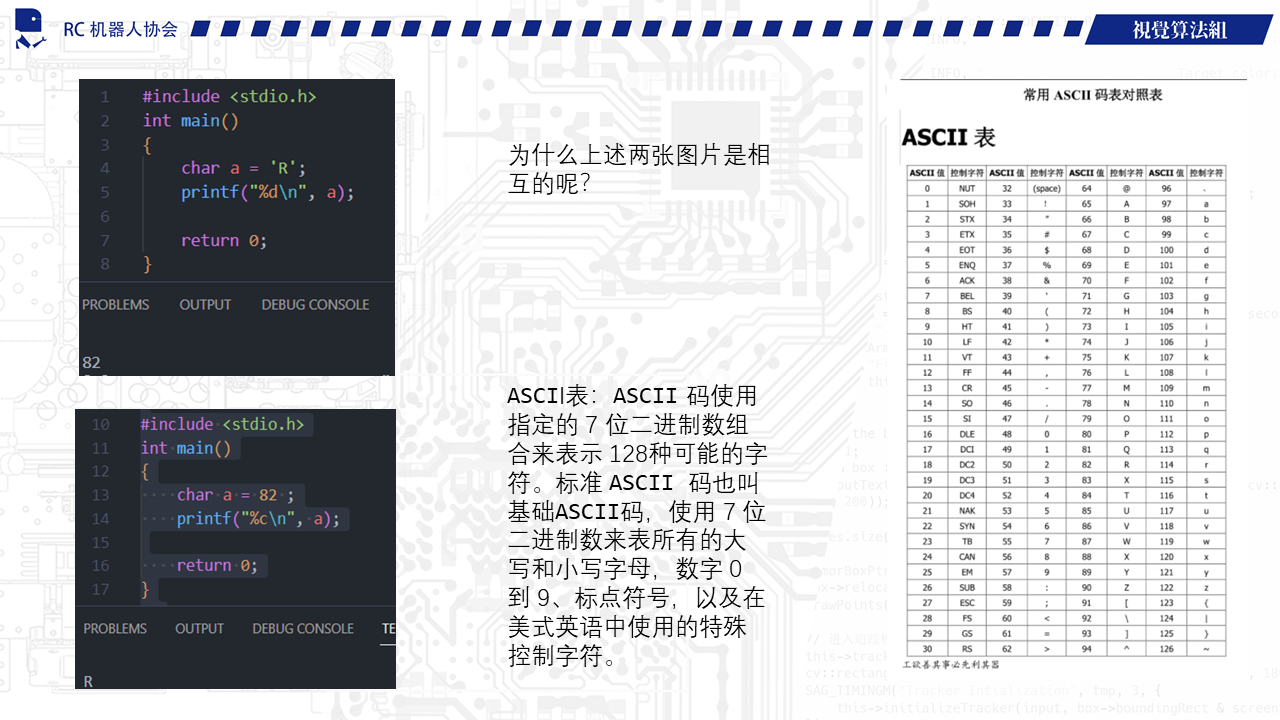 RC 机器人协会
視覺算法組
1 #include <stdio.h>
2 int main()
3 {
4 char a = 'R';
5 printf("%d\n", a);
6
7 return 0;
8 }
PROBLEMS OUTPUT DEBUG CONSOLE
82
10 #include <stdio.h>
11 int main()
12 {
13 char a = 82 ;
14 printf("%c\n", a);
15
16 return 0;
17 }
PROBLEMS OUTPUT DEBUG CONSOLE TE
R
为什么上述两张图片是相
互的呢？
ASCⅡ表：ASCII 码使用
指定的 7 位二进制数组
合来表示 128种可能的字
符。标准 ASCII 码也叫
基础ASCII码，使用 7 位
二进制数来表所有的大
写和小写字母，数字 0
到 9、标点符号，以及在
美式英语中使用的特殊
控制字符。
常用 ASCII 码表对照表
ASCII 表
ASCII 值 控制字符 ASCII 值 控制字符 ASCII 值 控制字符 ASCII 值 控制字符
0 NUT 32 (space) 64 @ 96 、
1 SOH 33 ! 65 A 97 a
2 STX 34 " 66 B 98 b
3 ETX 35 # 67 C 99 c
4 EOT 36 $ 68 D 100 d
5 ENQ 37 % 69 E 101 e
6 ACK 38 & 70 F 102 f
7 BEL 39 ' 71 G 103 g
8 BS 40 ( 72 H 104 h
9 HT 41 ) 73 I 105 i
10 LF 42 * 74 J 106 j
11 VT 43 + 75 K 107 k
12 FF 44 , 76 L 108 l
13 CR 45 - 77 M 109 m
14 SO 46 . 78 N 110 n
15 SI 47 / 79 O 111 o
16 DLE 48 0 80 P 112 p
17 DCI 49 1 81 Q 113 q
18 DC2 50 2 82 R 114 r
19 DC3 51 3 83 X 115 s
20 DC4 52 4 84 T 116 t
21 NAK 53 5 85 U 117 u
22 SYN 54 6 86 V 118 v
23 TB 55 7 87 W 119 w
24 CAN 56 8 88 X 120 x
25 EM 57 9 89 Y 121 y
26 SUB 58 : 90 Z 122 z
27 ESC 59 ; 91 [ 123 {
28 FS 60 < 92 \ 124 |
29 GS 61 = 93 ] 125 }
30 RS 62 > 94 ^ 126 ~
工欲善其事必先利其器